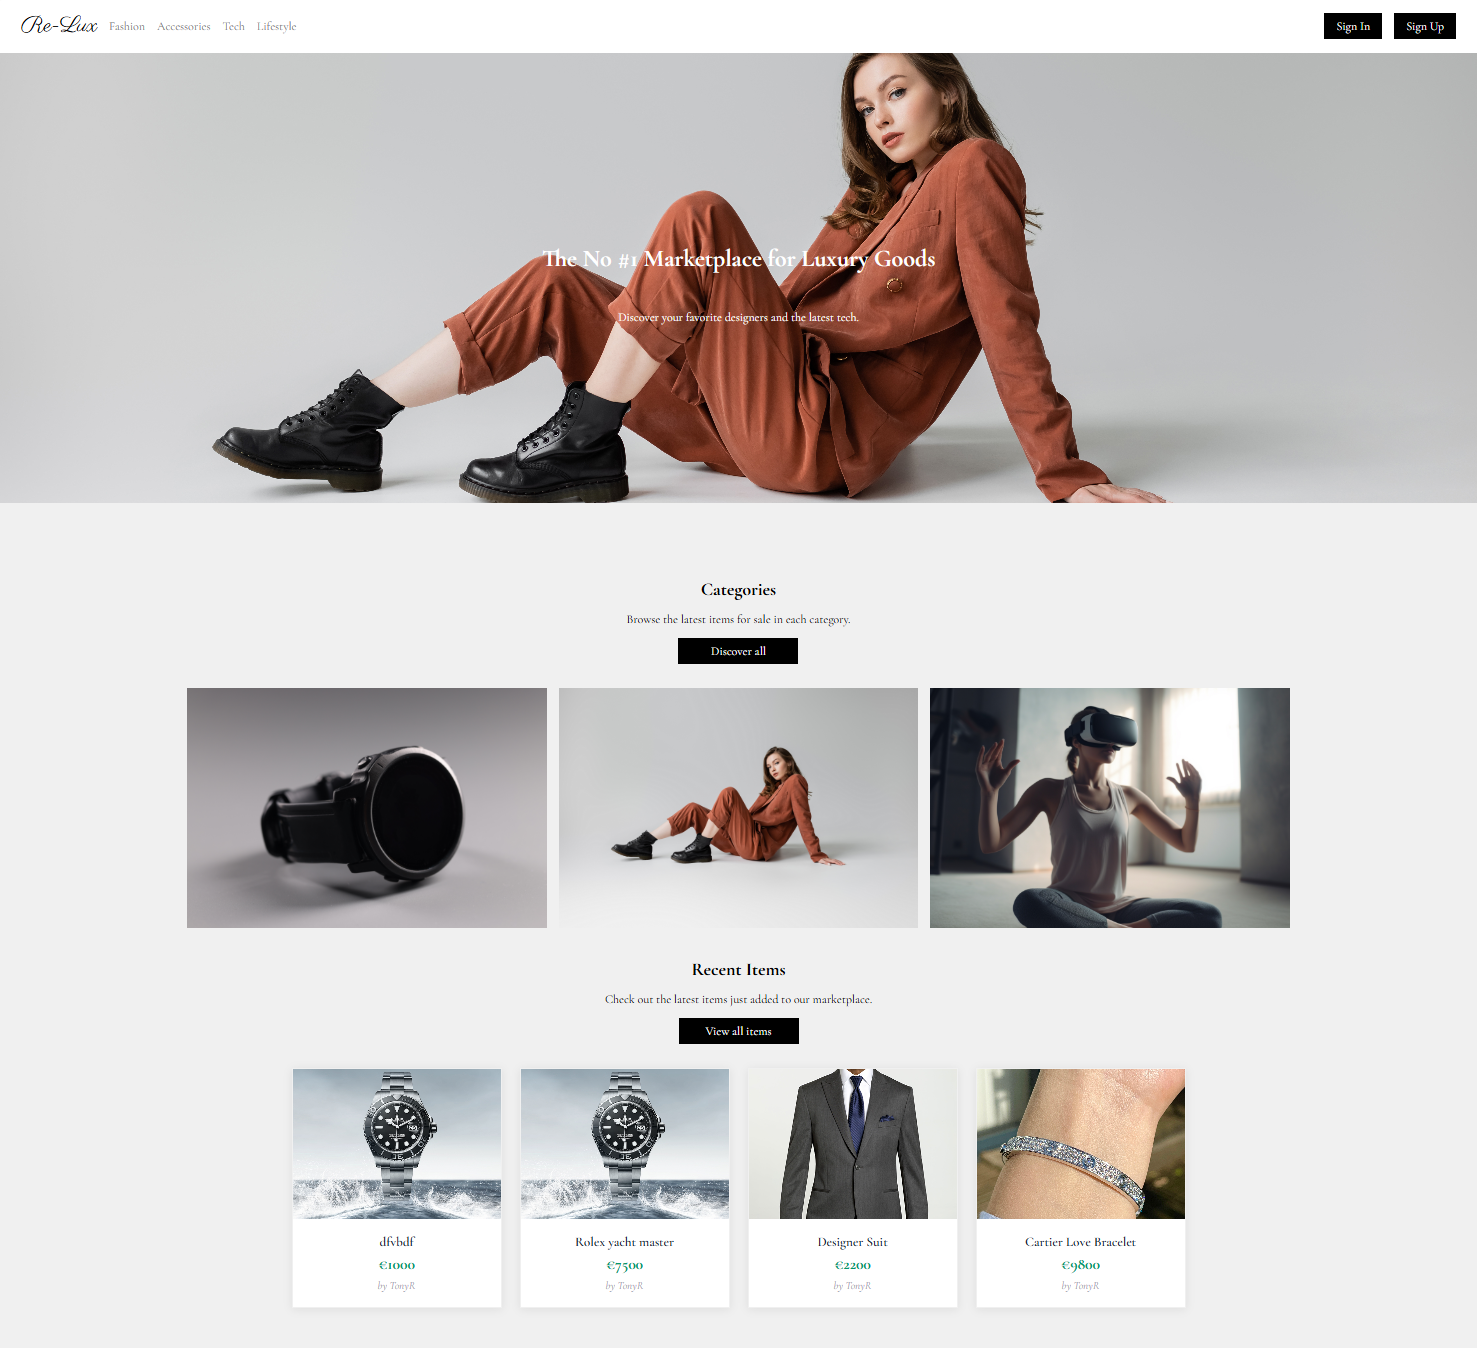 Re-Lux Fashion Accessories Tech Lifestyle Sign In Sign Up
The No #1 Marketplace for Luxury Goods
Discover your favorite designers and the latest tech.
Categories
Browse the latest items for sale in each category.
Discover all
Recent Items
Check out the latest items just added to our marketplace.
View all items
dfvbdf
€1000
by TonyR
Rolex yacht master
€7500
by TonyR
Designer Suit
€2200
by TonyR
Cartier Love Bracelet
€9800
by TonyR